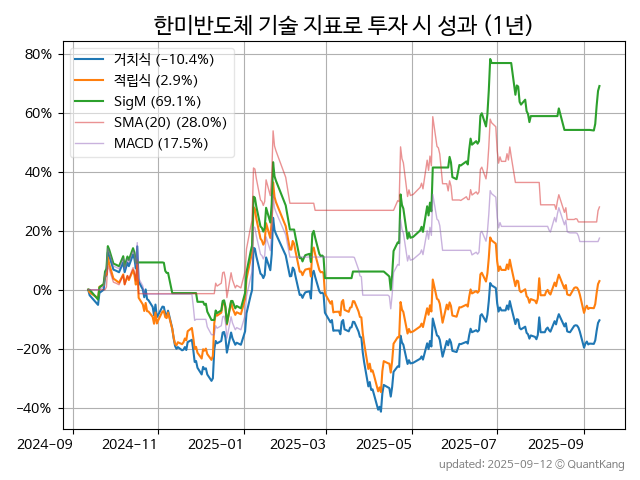 한미반도체 기술 지표로 투자 시 성과 (1년)
거치식 (−10.4%)
적립식 (2.9%)
SigM (69.1%)
SMA(20) (28.0%)
MACD (17.5%)
80%
60%
40%
20%
0%
−20%
−40%
2024-09 2024-11 2025-01 2025-03 2025-05 2025-07 2025-09
updated: 2025-09-12 © QuantKang